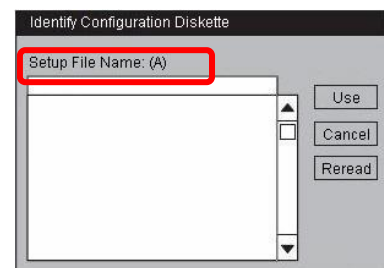 Identify Configuration Diskette
Setup File Name: (A)
Use
Cancel
Reread